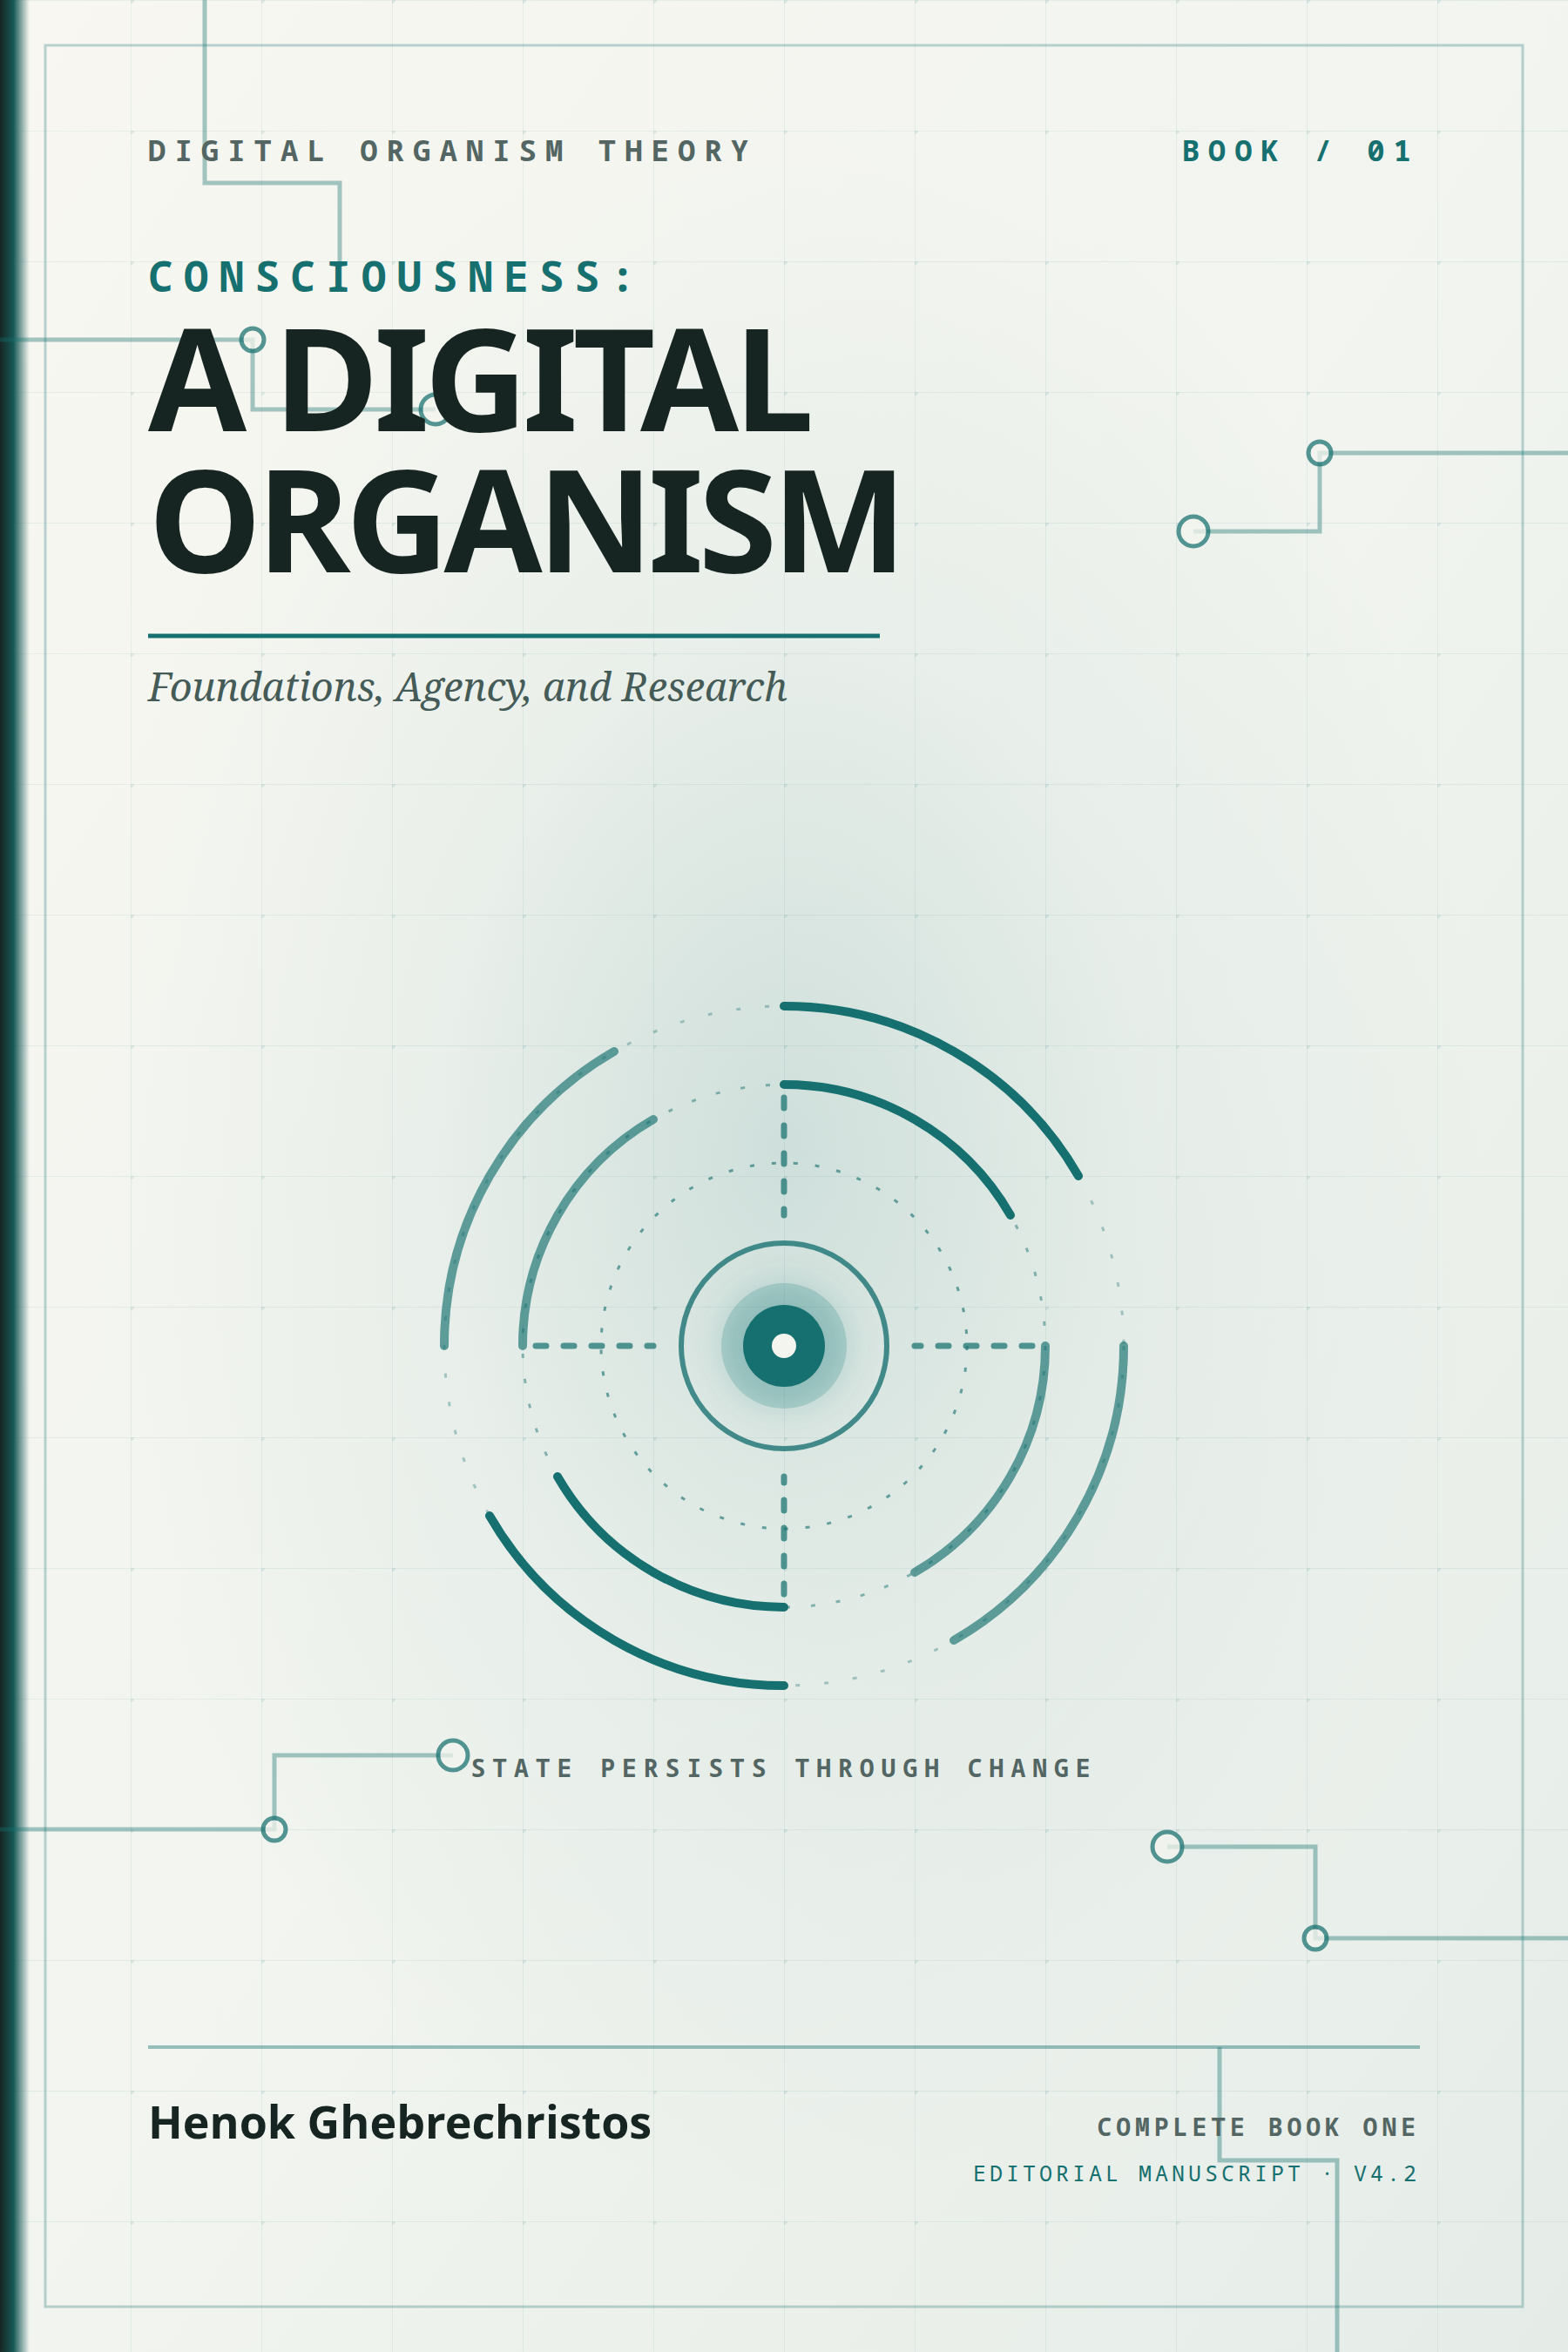 DIGITAL ORGANISM THEORY
BOOK / 01
CONSCIOUSNESS:
A DIGITAL
ORGANISM
Foundations, Agency, and Research
STATE PERSISTS THROUGH CHANGE
Henok Ghebrechristos
COMPLETE BOOK ONE
EDITORIAL MANUSCRIPT · V4.2